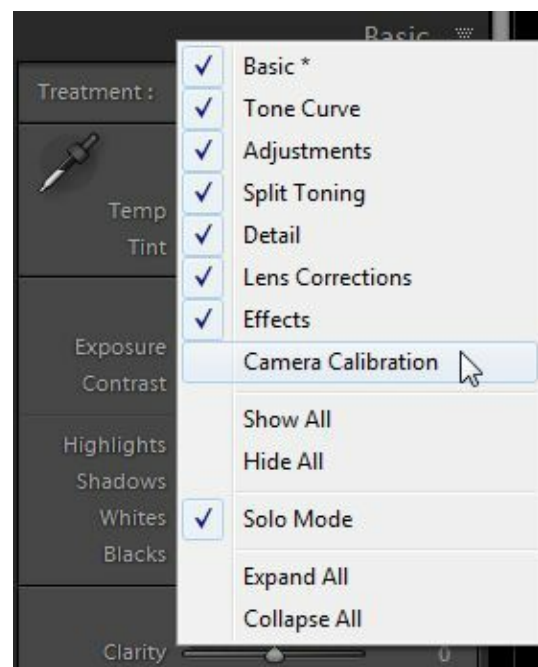 Basic
Treatment :
Temp
Tint
Exposure
Contrast
Highlights
Shadows
Whites
Blacks
Clarity 0
Basic *
Tone Curve
Adjustments
Split Toning
Detail
Lens Corrections
Effects
Camera Calibration
Show All
Hide All
Solo Mode
Expand All
Collapse All